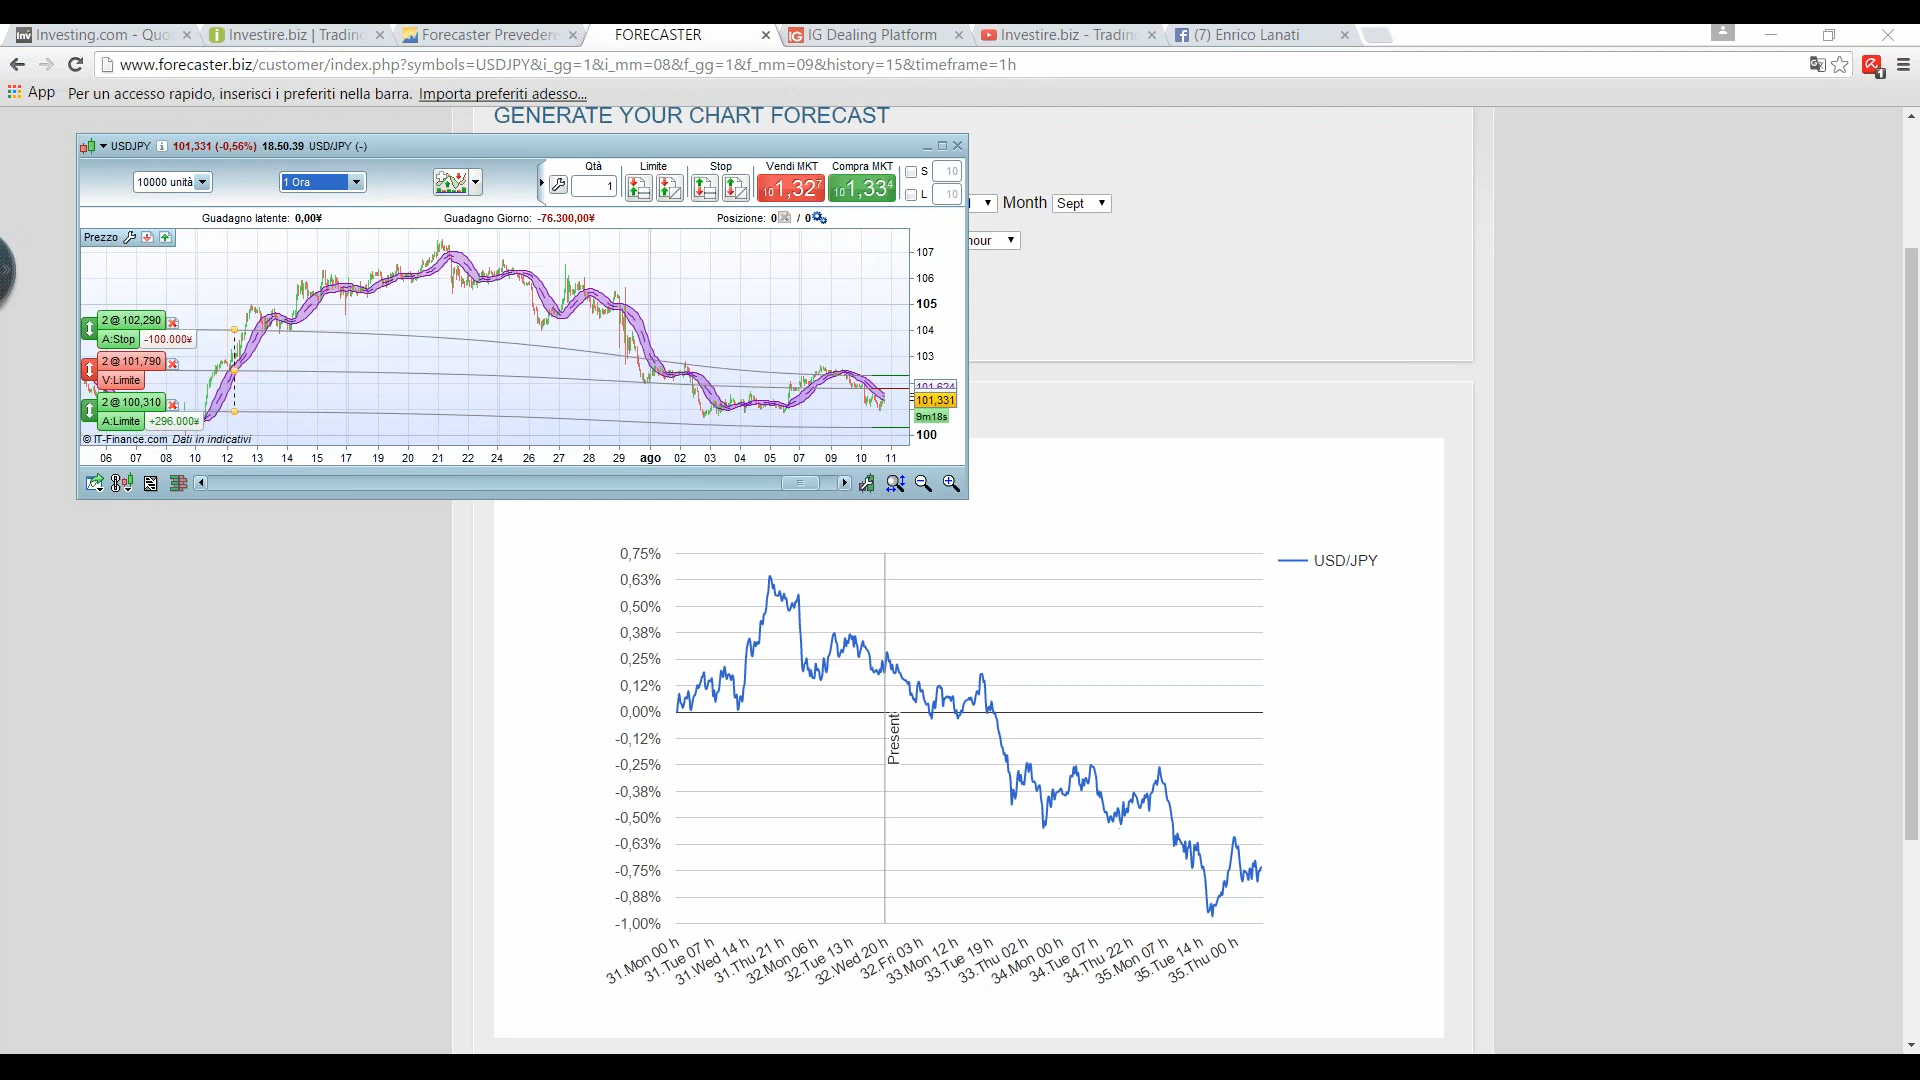 Investing.com - Quo
Investire.biz | Trading
Forecaster Prevedere
FORECASTER
IG Dealing Platform
Investire.biz - Trading
(7) Enrico Lanati
www.forecaster.biz/customer/index.php?symbols=USDJPY&i_gg=1&i_mm=08&f_gg=1&f_mm=09&history=15&timeframe=1h
App Per un accesso rapido, inserisci i preferiti nella barra. Importa preferiti adesso...
GENERATE YOUR CHART FORECAST
USDJPY 101,331 (-0,56%) 18.50.39 USD/JPY (-)
Qtà Limite Stop Vendi MKT Compra MKT
10000 unità 1 Ora 1 101,32⁷ 101,33⁴
S 10
L 10
Month Sept
hour
Guadagno latente: 0,00¥ Guadagno Giorno: -76.300,00¥ Posizione: 0 / 0
Prezzo
2 @ 102,290
A:Stop -100.000¥
2 @ 101,790
V:Limite
2 @ 100,310
A:Limite +296.000¥
© IT-Finance.com Dati in indicativi
107
106
105
104
103
101,624
101,331
9m18s
100
06 07 08 10 12 13 14 15 17 19 20 21 22 24 26 27 28 29 ago 02 03 04 05 07 09 10 11
0,75%
0,63%
0,50%
0,38%
0,25%
0,12%
0,00%
-0,12%
-0,25%
-0,38%
-0,50%
-0,63%
-0,75%
-0,88%
-1,00%
USD/JPY
Present
31.Mon 00 h
31.Tue 07 h
31.Wed 14 h
31.Thu 21 h
32.Mon 06 h
32.Tue 13 h
32.Wed 20 h
32.Fri 03 h
33.Mon 12 h
33.Tue 19 h
33.Thu 02 h
34.Mon 00 h
34.Tue 07 h
34.Thu 22 h
35.Mon 07 h
35.Tue 14 h
35.Thu 00 h